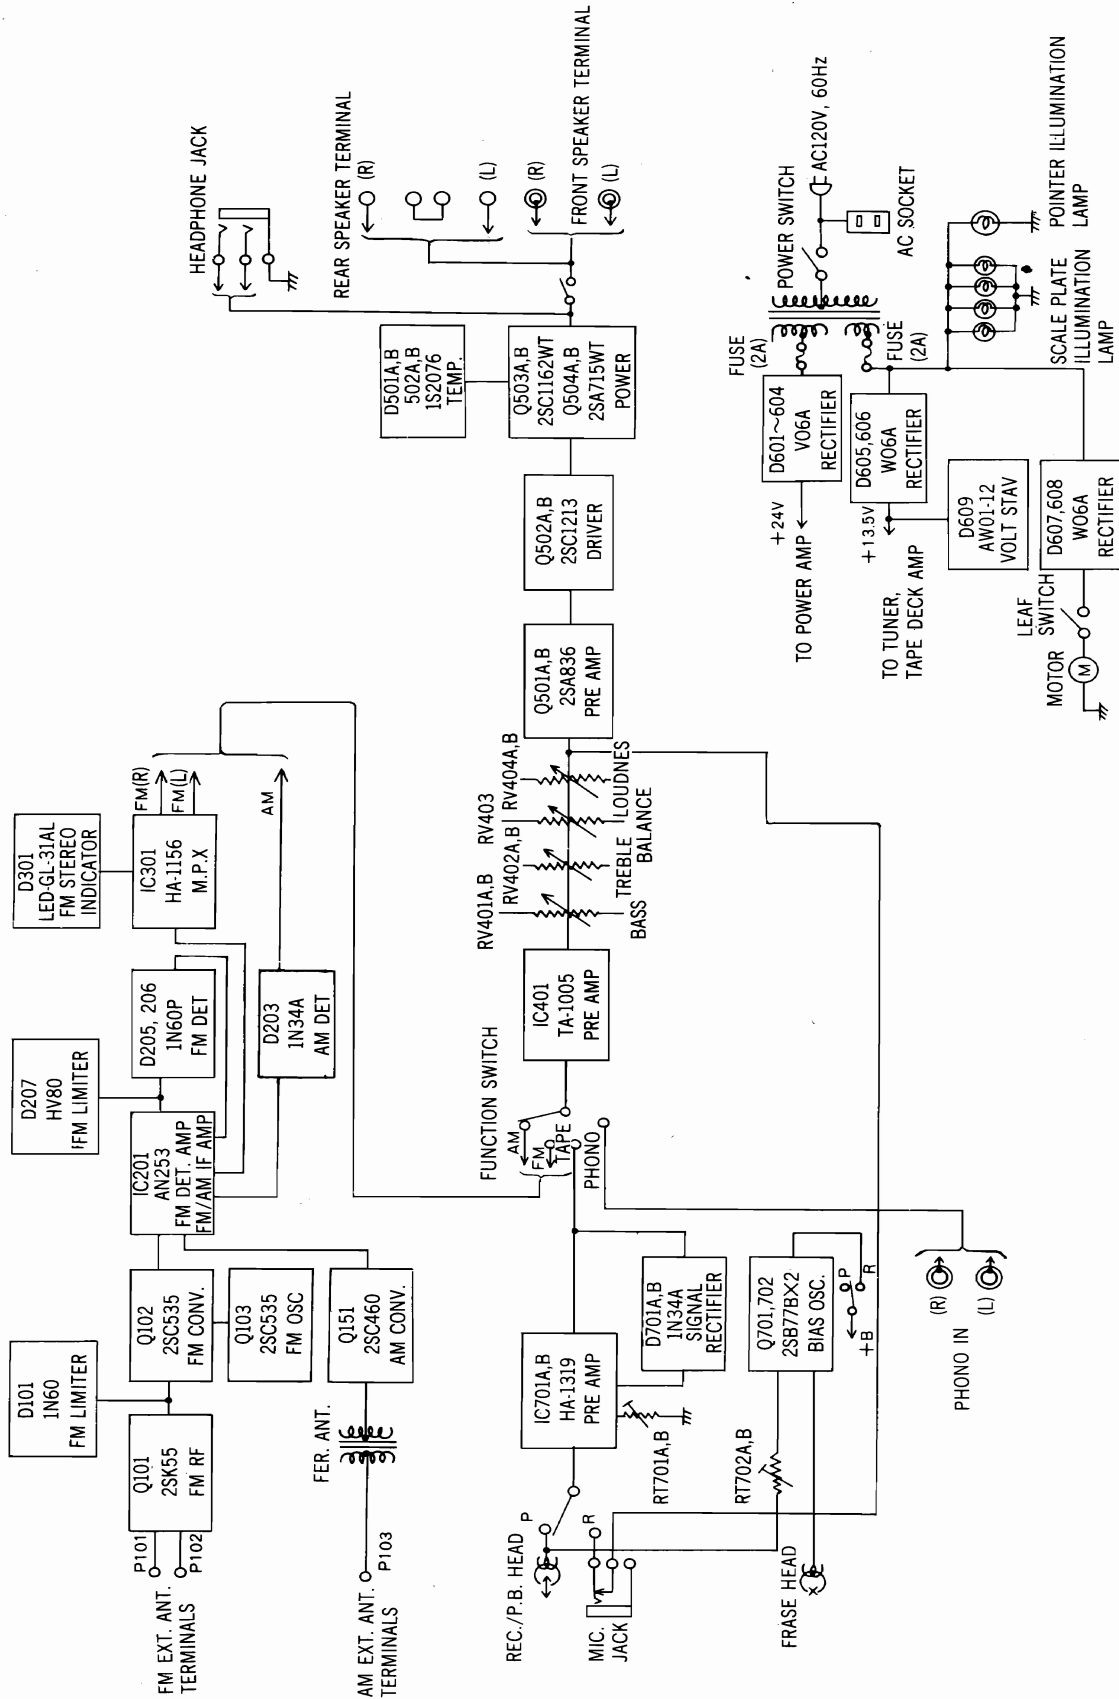 FM EXT. ANT.
TERMINALS
P101
P102
Q101
2SK55
FM RF
D101
1N60
FM LIMITER
Q102
2SC535
FM CONV.
Q103
2SC535
FM OSC
AM EXT. ANT.
TERMINALS
P103
FER. ANT.
Q151
2SC460
AM CONV.
IC201
AN253
FM DET. AMP
FM/AM IF AMP
D207
HV80
FM LIMITER
D205, 206
1N60P
FM DET
D203
1N34A
AM DET
D301
LED-GL-31AL
FM STEREO
INDICATOR
IC301
HA-1156
M.P.X
FM(R)
FM(L)
AM
REC./P.B. HEAD
P
R
MIC.
JACK
FRASE HEAD
IC701A,B
HA-1319
PRE AMP
RT701A,B
RT702A,B
D701A,B
1N34A
SIGNAL
RECTIFIER
Q701,702
2SB77B×2
BIAS OSC.
P
R
+B
PHONO IN
(R)
(L)
FUNCTION SWITCH
AM
FM
TAPE
PHONO
IC401
TA-1005
PRE AMP
RV401A,B
RV402A,B
RV403
RV404A,B
BASS
TREBLE
BALANCE
LOUDNES
Q501A,B
2SA836
PRE AMP
Q502A,B
2SC1213
DRIVER
D501A,B
502A,B
1S2076
TEMP.
Q503A,B
2SC1162WT
Q504A,B
2SA715WT
POWER
HEADPHONE JACK
REAR SPEAKER TERMINAL
(R)
(L)
(R)
(L)
FRONT SPEAKER TERMINAL
TO POWER AMP
+24V
D601～604
V06A
RECTIFIER
FUSE
(2A)
POWER SWITCH
AC120V, 60Hz
AC SOCKET
TO TUNER,
TAPE DECK AMP
+13.5V
D605,606
W06A
RECTIFIER
FUSE
(2A)
D609
AW01-12
VOLT STAV
MOTOR
M
LEAF
SWITCH
D607,608
W06A
RECTIFIER
SCALE PLATE
ILLUMINATION
LAMP
POINTER ILLUMINATION
LAMP